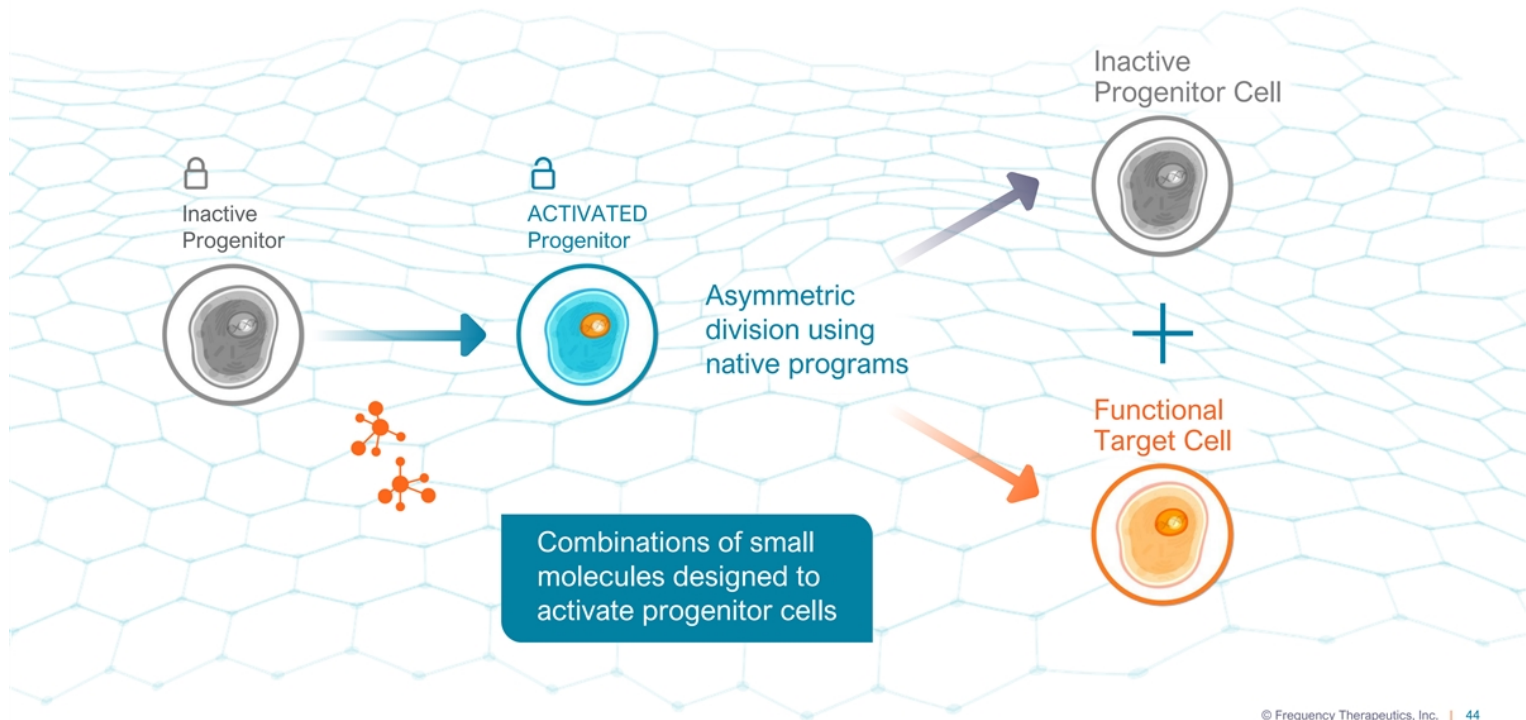 Inactive
Progenitor
ACTIVATED
Progenitor
Asymmetric
division using
native programs
Inactive
Progenitor Cell
+
Functional
Target Cell
Combinations of small
molecules designed to
activate progenitor cells
© Frequency Therapeutics, Inc. | 44